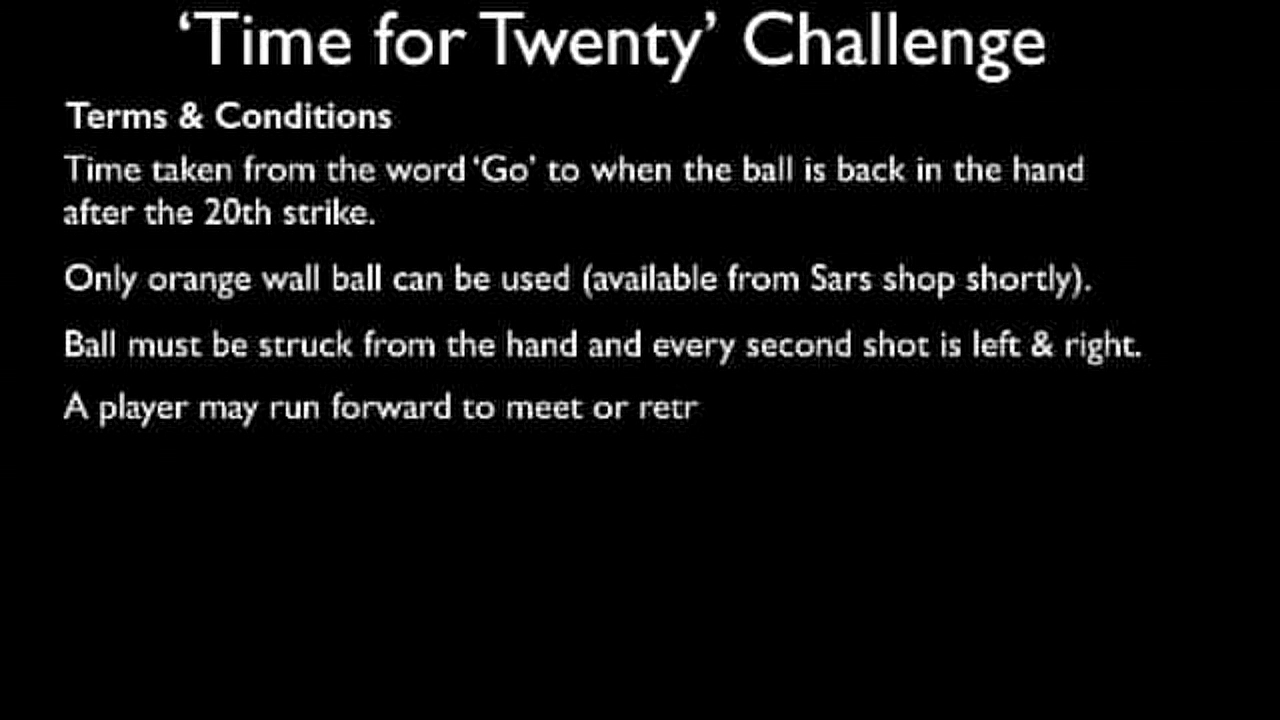 ‘Time for Twenty’ Challenge
Terms & Conditions
Time taken from the word ‘Go’ to when the ball is back in the hand
after the 20th strike.
Only orange wall ball can be used (available from Sars shop shortly).
Ball must be struck from the hand and every second shot is left & right.
A player may run forward to meet or retr